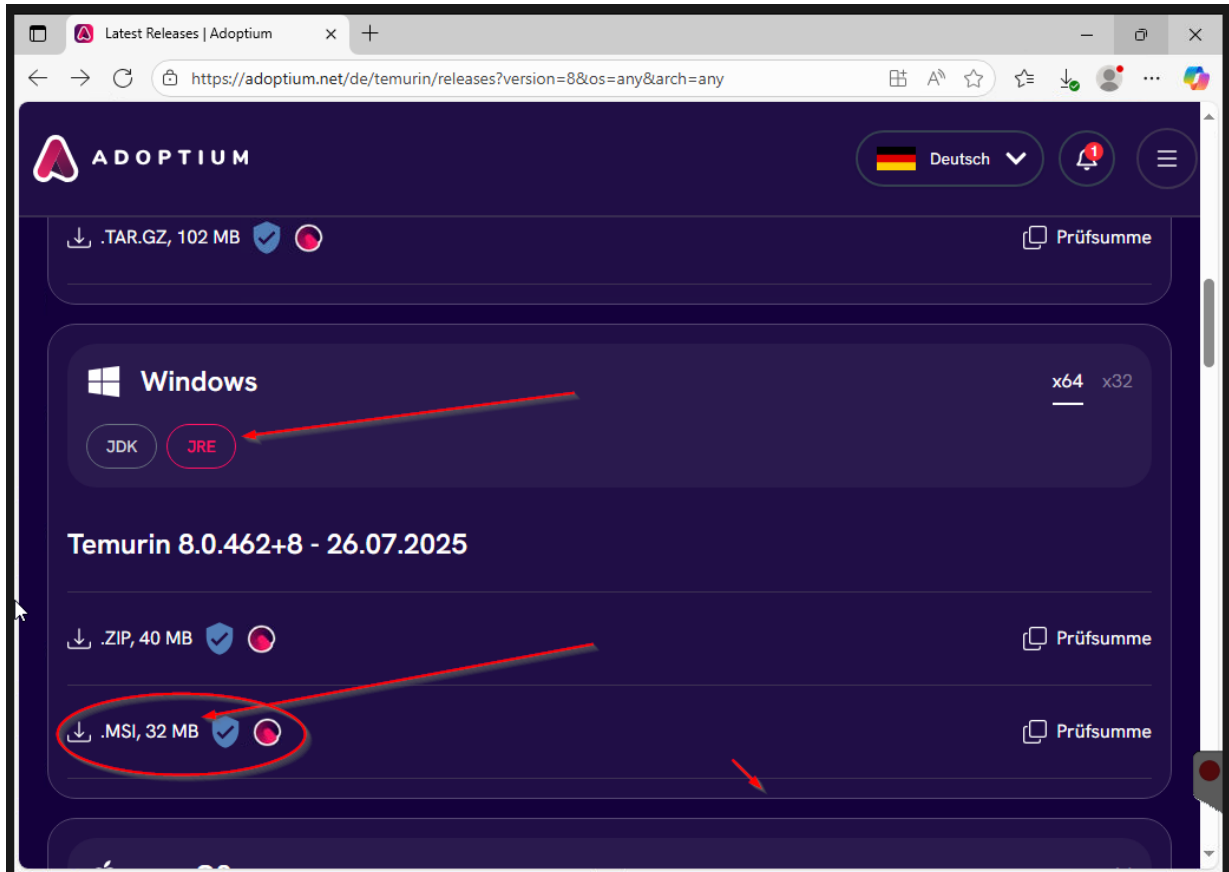 Latest Releases | Adoptium
https://adoptium.net/de/temurin/releases?version=8&os=any&arch=any
ADOPTIUM
Deutsch
1
.TAR.GZ, 102 MB
Prüfsumme
Windows
x64 x32
JDK JRE
Temurin 8.0.462+8 - 26.07.2025
.ZIP, 40 MB
Prüfsumme
.MSI, 32 MB
Prüfsumme